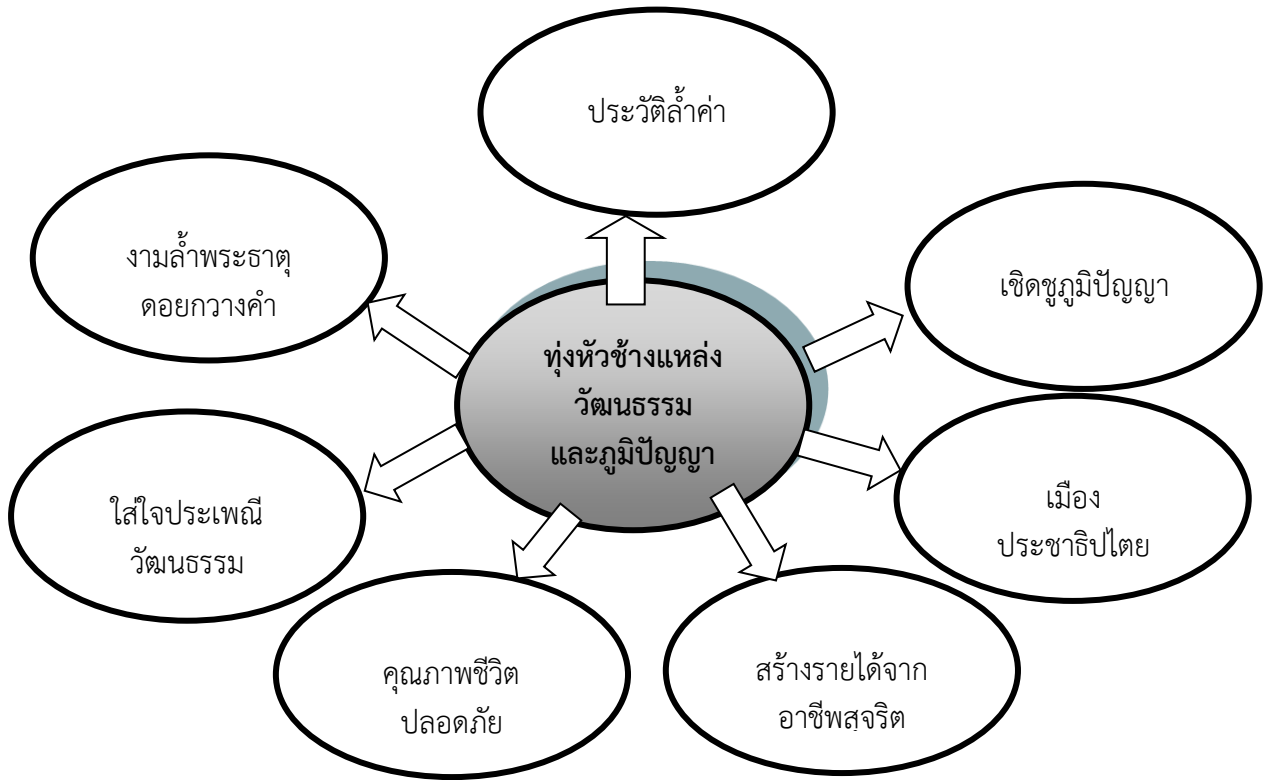 ประวัติล้ำค่า
งามล้ำพระธาตุ
ดอยกวางคำ
เชิดชูภูมิปัญญา
ทุ่งหัวช้างแหล่ง
วัฒนธรรม
และภูมิปัญญา
ใส่ใจประเพณี
วัฒนธรรม
เมือง
ประชาธิปไตย
คุณภาพชีวิต
ปลอดภัย
สร้างรายได้จาก
อาชีพสุจริต